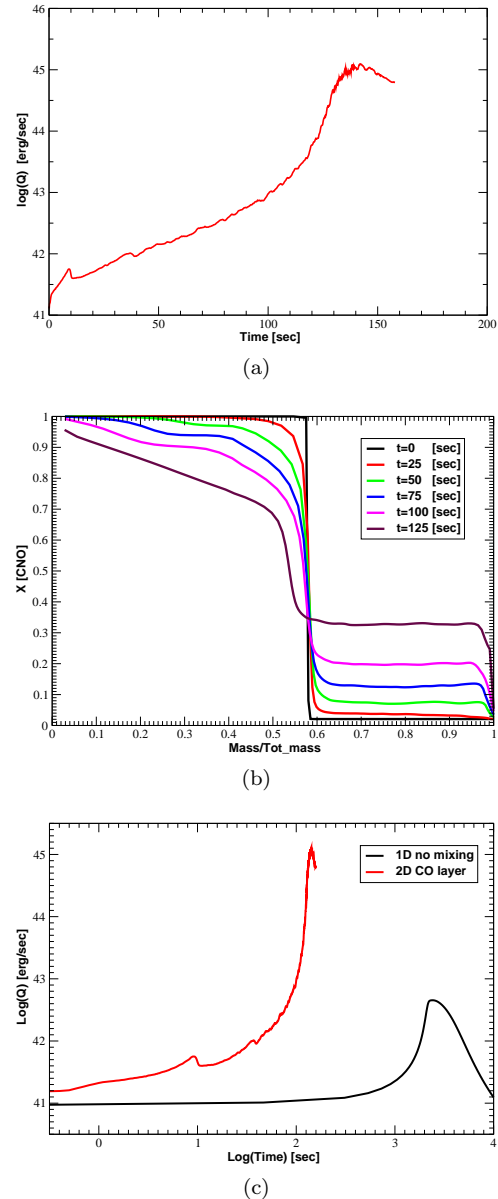 46
45
44
43
42
41
log(Q) [erg/sec]
0 50 100 150 200
Time [sec]
(a)
1
0.9
0.8
0.7
0.6
0.5
0.4
0.3
0.2
0.1
0
X [CNO]
t=0 [sec]
t=25 [sec]
t=50 [sec]
t=75 [sec]
t=100 [sec]
t=125 [sec]
0 0.1 0.2 0.3 0.4 0.5 0.6 0.7 0.8 0.9 1
Mass/Tot_mass
(b)
45
44
43
42
41
Log(Q) [erg/sec]
1D no mixing
2D CO layer
0 1 2 3 4
Log(Time) [sec]
(c)